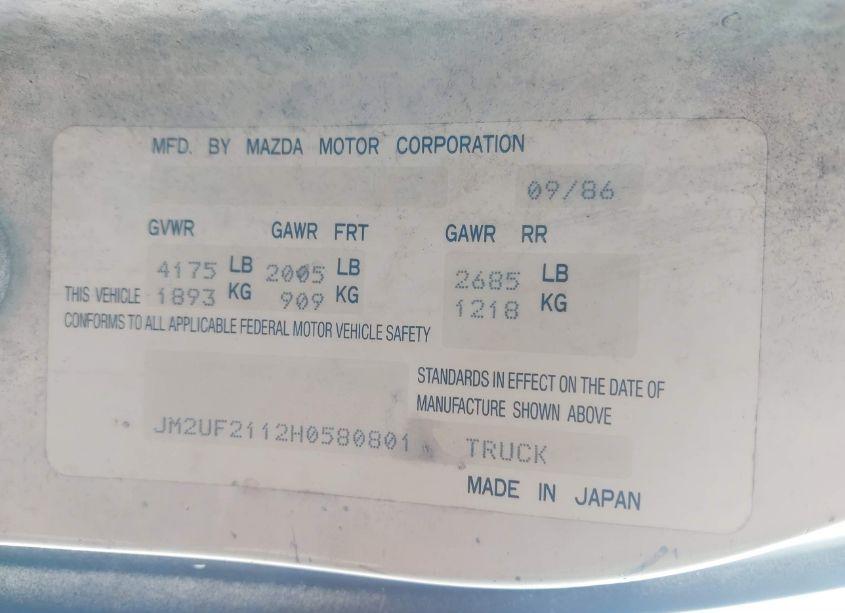 MFD. BY MAZDA MOTOR CORPORATION
09/86
GVWR GAWR FRT GAWR RR
4175 LB 2005 LB 2685 LB
THIS VEHICLE 1893 KG 909 KG 1218 KG
CONFORMS TO ALL APPLICABLE FEDERAL MOTOR VEHICLE SAFETY
STANDARDS IN EFFECT ON THE DATE OF
MANUFACTURE SHOWN ABOVE
JM2UF2112H0580801 TRUCK
MADE IN JAPAN